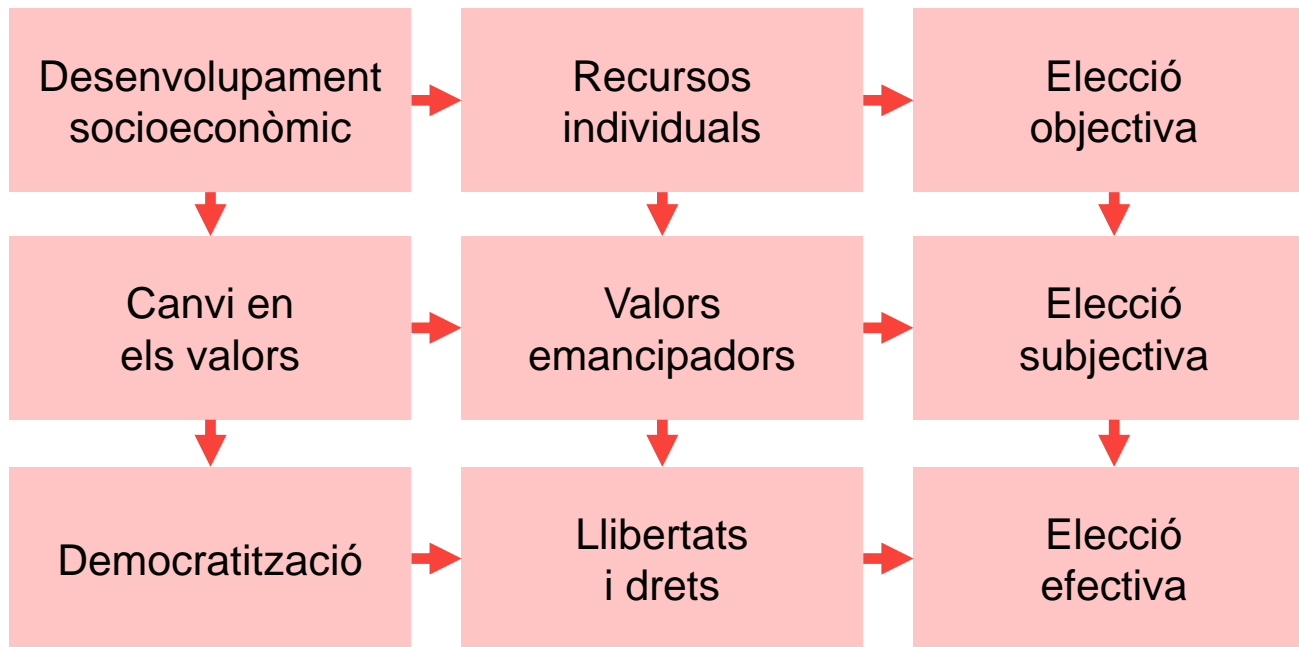 Desenvolupament
socioeconòmic
Recursos
individuals
Elecció
objectiva
Canvi en
els valors
Valors
emancipadors
Elecció
subjectiva
Democratització
Llibertats
i drets
Elecció
efectiva